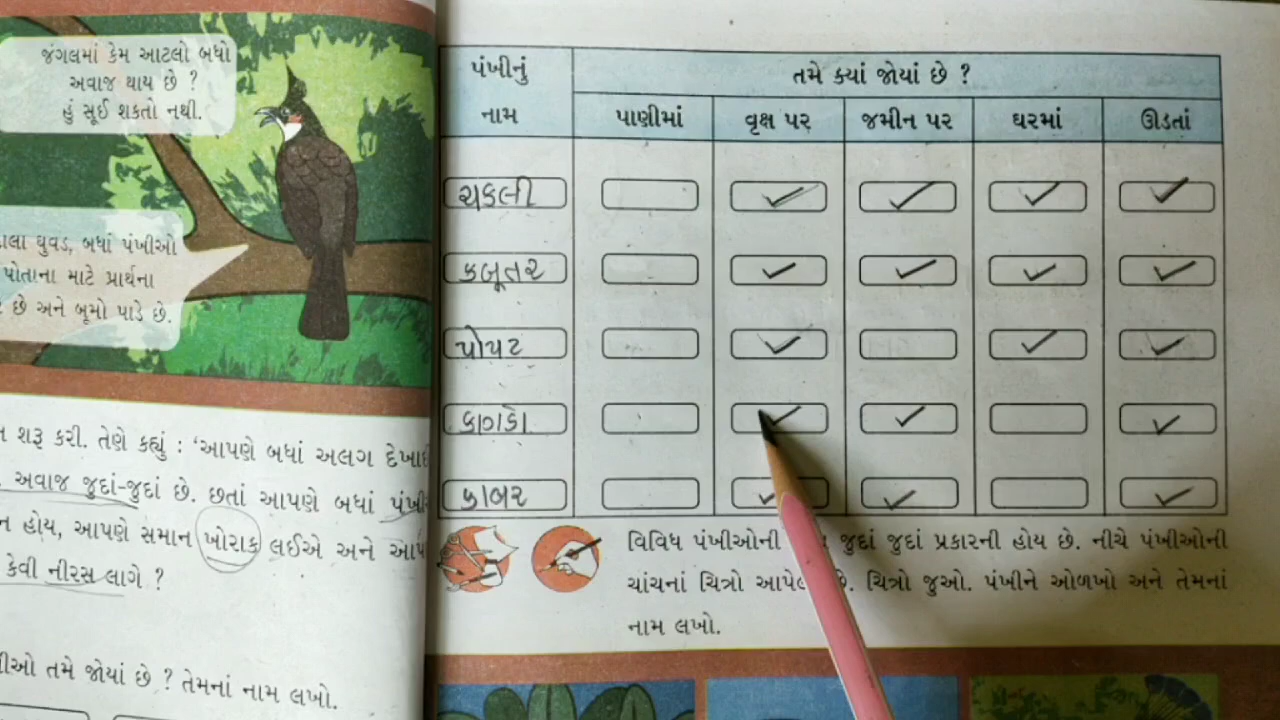 જંગલમાં કેમ આટલો બધો
અવાજ થાય છે ?
હું સૂઈ શકતો નથી.
ઘુવડ, બધાં પંખીઓ
પોતાના માટે પ્રાર્થના
છે અને બૂમો પાડે છે.
શરૂ કરી. તેણે કહ્યું : 'આપણે બધાં અલગ
અવાજ જુદાં-જુદાં છે. છતાં આપણે બધાં
હોય, આપણે સમાન ખોરાક લઈએ અને
કેવી નીરસ લાગે ?
તમે જોયાં છે ? તેમનાં નામ લખો.
પંખીનું નામ
તમે ક્યાં જોયાં છે ?
પાણીમાં વૃક્ષ પર જમીન પર ઘરમાં ઊડતાં
ચકલી ✓ ✓ ✓ ✓
કબૂતર ✓ ✓ ✓ ✓
પોપટ ✓ ✓ ✓
કાગડો ✓ ✓ ✓
કાબર ✓ ✓ ✓
વિવિધ પંખીઓની જુદાં જુદાં પ્રકારની હોય છે. નીચે પંખીઓની
ચાંચનાં ચિત્રો છે. ચિત્રો જુઓ. પંખીને ઓળખો અને તેમનાં
નામ લખો.